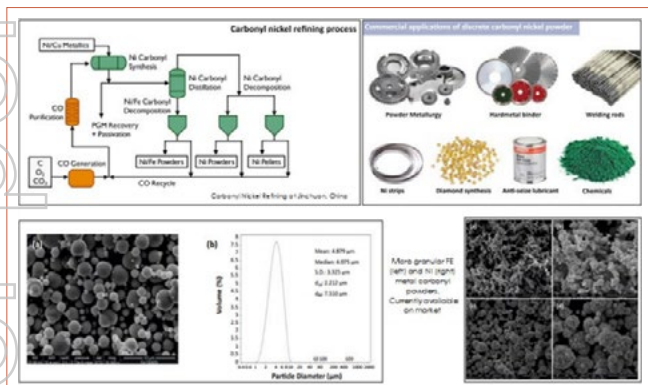 Carbonyl nickel refining process
Ni/Cu Metallics
Ni Carbonyl
Synthesis
Ni Carbonyl
Distillation
Ni Carbonyl
Decomposition
Ni/Fe Carbonyl
Decomposition
CO
Purification
PGM Recovery
+ Passivation
CO Generation
C
O₂
CO₂
Ni/Fe Powders
Ni Powders
Ni Pellets
CO Recycle
Carbonyl Nickel Refining at Jinchuan, China
Commercial applications of discrete carbonyl nickel powder
Powder Metallurgy
Hardmetal binder
Welding rods
Ni strips
Diamond synthesis
Anti-seize lubricant
Chemicals
(a)
(b)
Volume (%)
Particle Diameter (µm)
More granular FE
(left) and Ni (right)
metal carbonyl
powders.
Currently available
on market